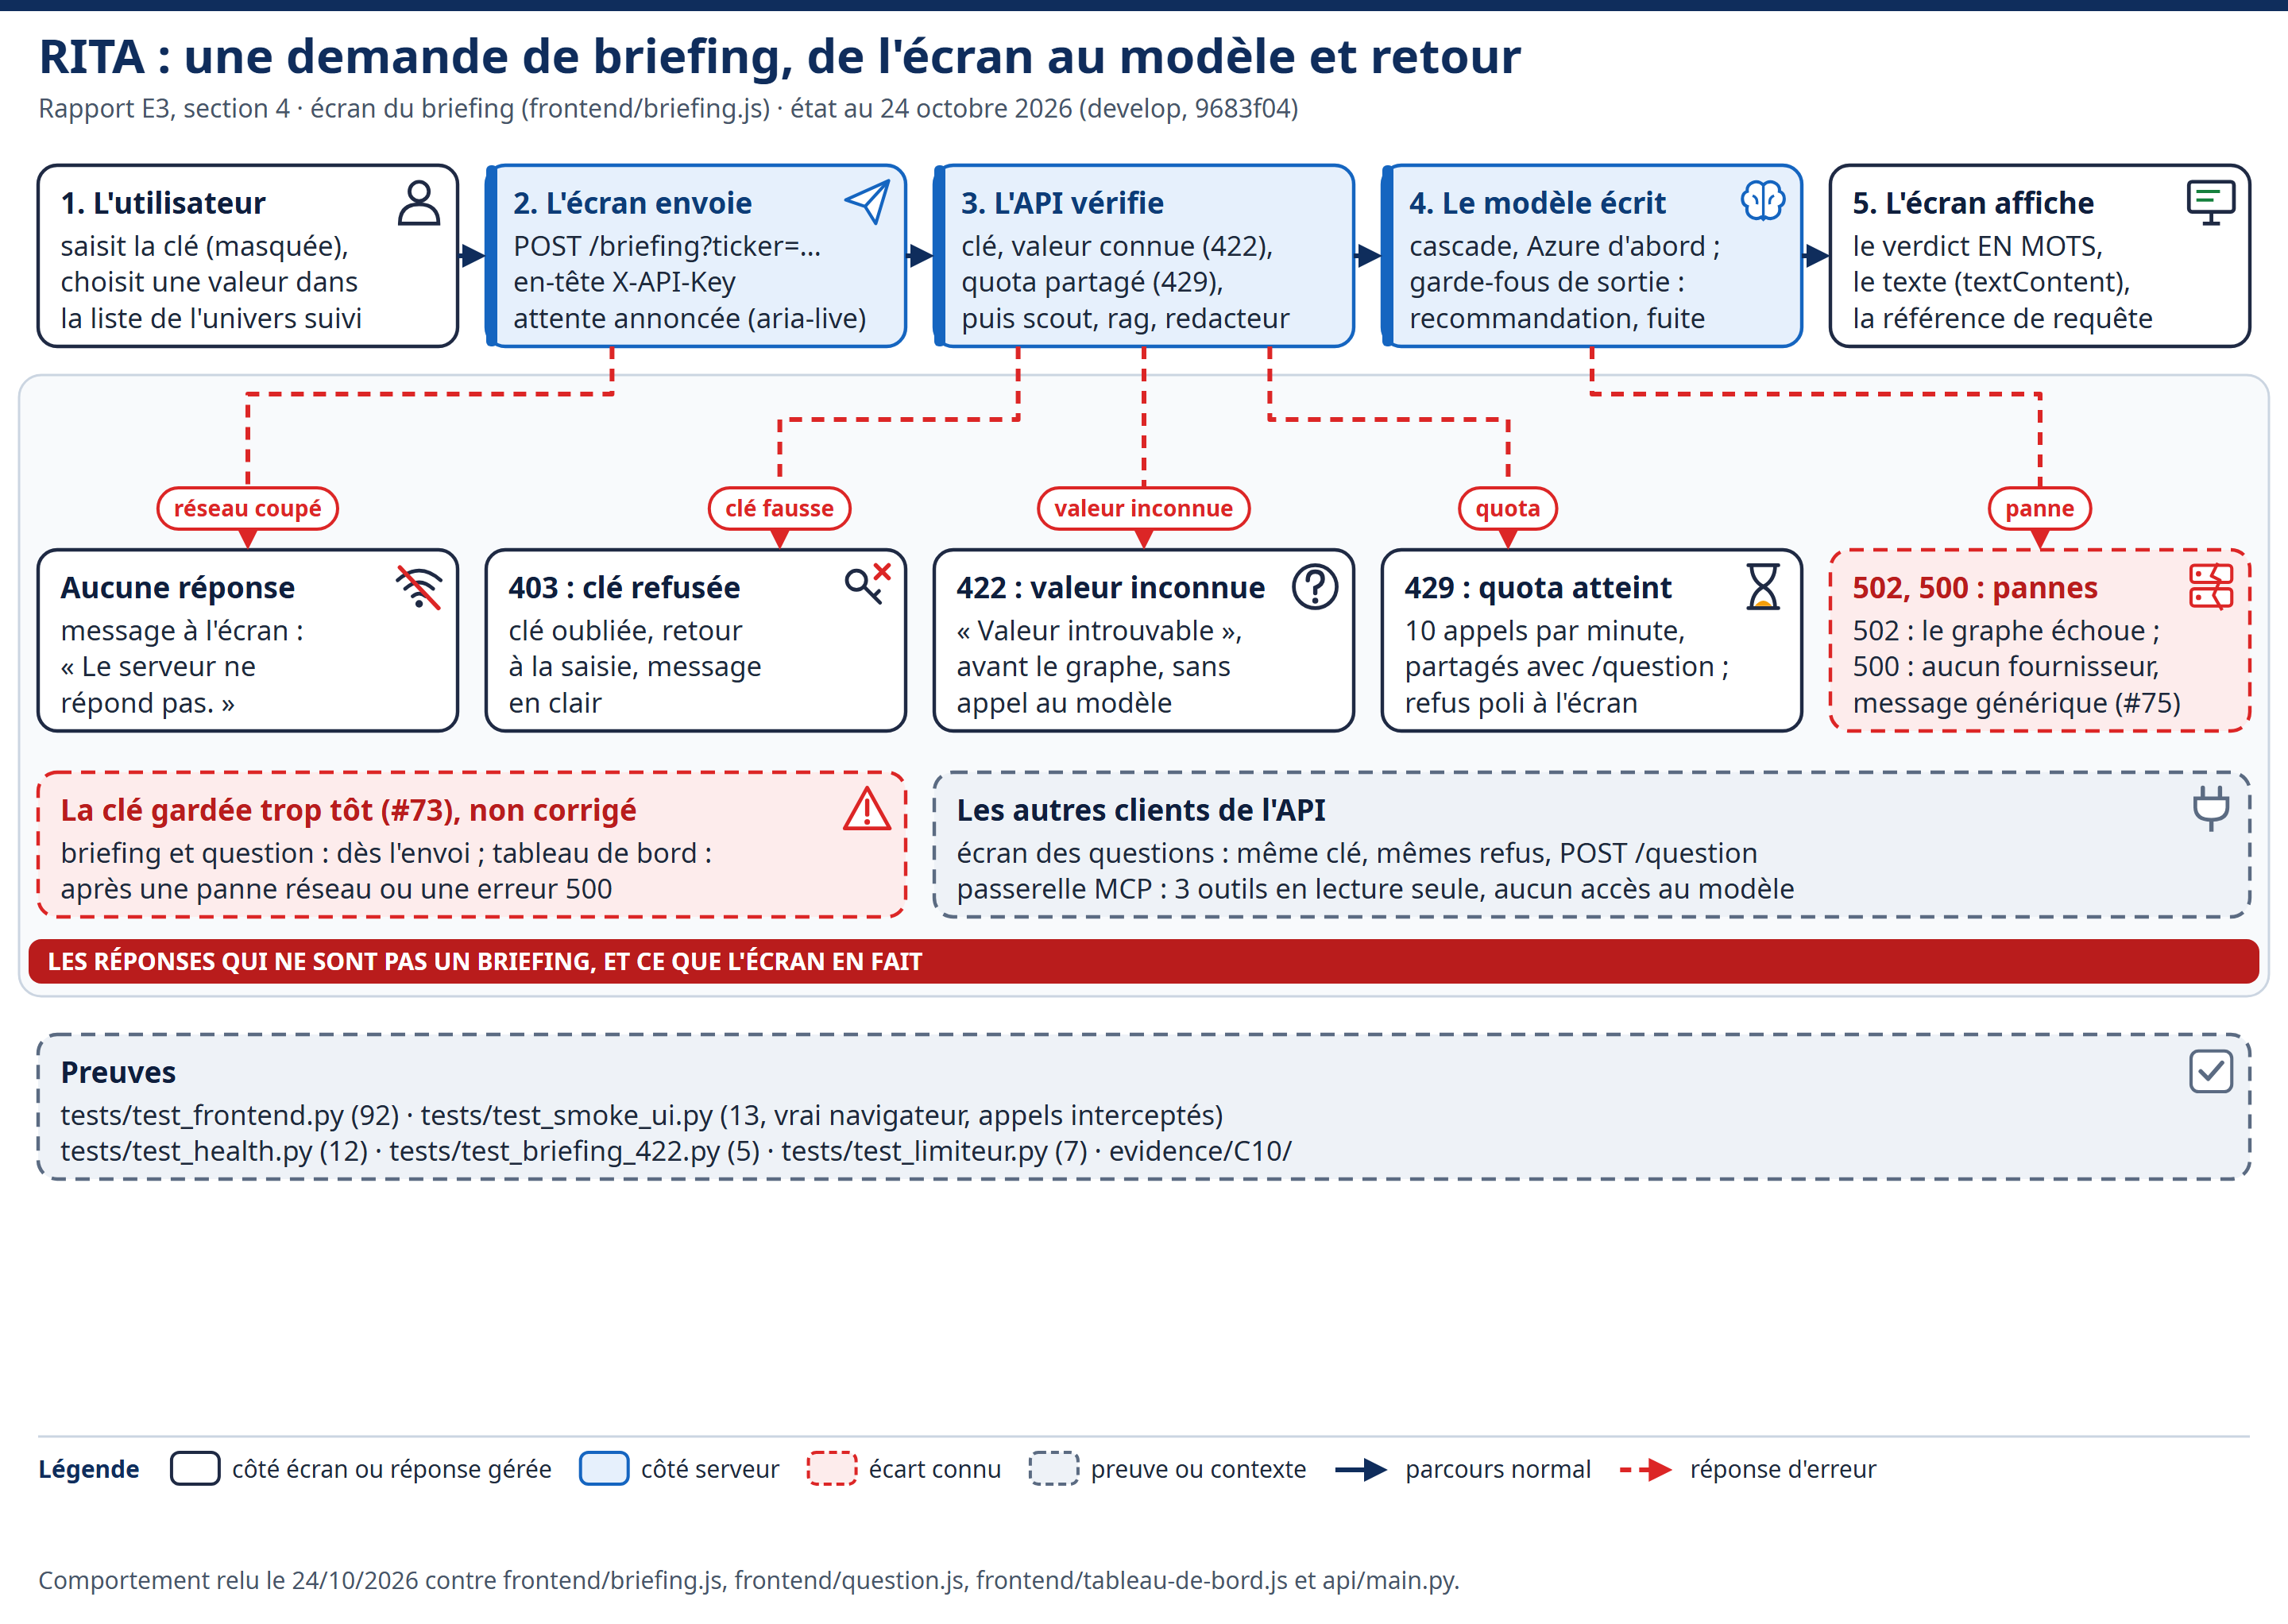 RITA : une demande de briefing, de l'écran au modèle et retour
Rapport E3, section 4 · écran du briefing (frontend/briefing.js) · état au 24 octobre 2026 (develop, 9683f04)
1. L'utilisateur
saisit la clé (masquée),
choisit une valeur dans
la liste de l'univers suivi
2. L'écran envoie
POST /briefing?ticker=...
en-tête X-API-Key
attente annoncée (aria-live)
3. L'API vérifie
clé, valeur connue (422),
quota partagé (429),
puis scout, rag, redacteur
4. Le modèle écrit
cascade, Azure d'abord ;
garde-fous de sortie :
recommandation, fuite
5. L'écran affiche
le verdict EN MOTS,
le texte (textContent),
la référence de requête
réseau coupé
clé fausse
valeur inconnue
quota
panne
Aucune réponse
message à l'écran :
« Le serveur ne
répond pas. »
403 : clé refusée
clé oubliée, retour
à la saisie, message
en clair
422 : valeur inconnue
« Valeur introuvable »,
avant le graphe, sans
appel au modèle
429 : quota atteint
10 appels par minute,
partagés avec /question ;
refus poli à l'écran
502, 500 : pannes
502 : le graphe échoue ;
500 : aucun fournisseur,
message générique (#75)
La clé gardée trop tôt (#73), non corrigé
briefing et question : dès l'envoi ; tableau de bord :
après une panne réseau ou une erreur 500
Les autres clients de l'API
écran des questions : même clé, mêmes refus, POST /question
passerelle MCP : 3 outils en lecture seule, aucun accès au modèle
LES RÉPONSES QUI NE SONT PAS UN BRIEFING, ET CE QUE L'ÉCRAN EN FAIT
Preuves
tests/test_frontend.py (92) · tests/test_smoke_ui.py (13, vrai navigateur, appels interceptés)
tests/test_health.py (12) · tests/test_briefing_422.py (5) · tests/test_limiteur.py (7) · evidence/C10/
Légende
côté écran ou réponse gérée
côté serveur
écart connu
preuve ou contexte
parcours normal
réponse d'erreur
Comportement relu le 24/10/2026 contre frontend/briefing.js, frontend/question.js, frontend/tableau-de-bord.js et api/main.py.